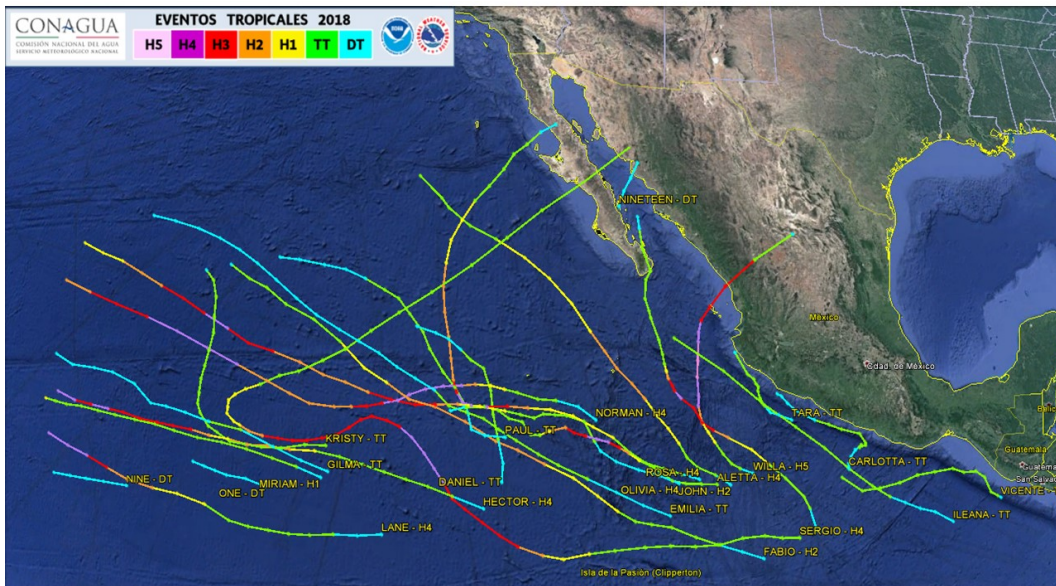 CONAGUA
COMISIÓN NACIONAL DEL AGUA
SERVICIO METEOROLÓGICO NACIONAL
EVENTOS TROPICALES 2018
H5 H4 H3 H2 H1 TT DT
NINETEEN - DT
México
Cdad. de México
NORMAN - H4
TARA - TT
PAUL - TT
KRISTY - TT
Guatemala
CARLOTTA - TT
GILMA - TT
WILLA - H5
ROSA - H4
ALETTA - H4
NINE - DT
MIRIAM - H1
DANIEL - TT
ONE - DT
OLIVIA - H4
JOHN - H2
VICENTE -
HECTOR - H4
EMILIA - TT
ILEANA - TT
LANE - H4
SERGIO - H4
FABIO - H2
Isla de la Pasión (Clipperton)